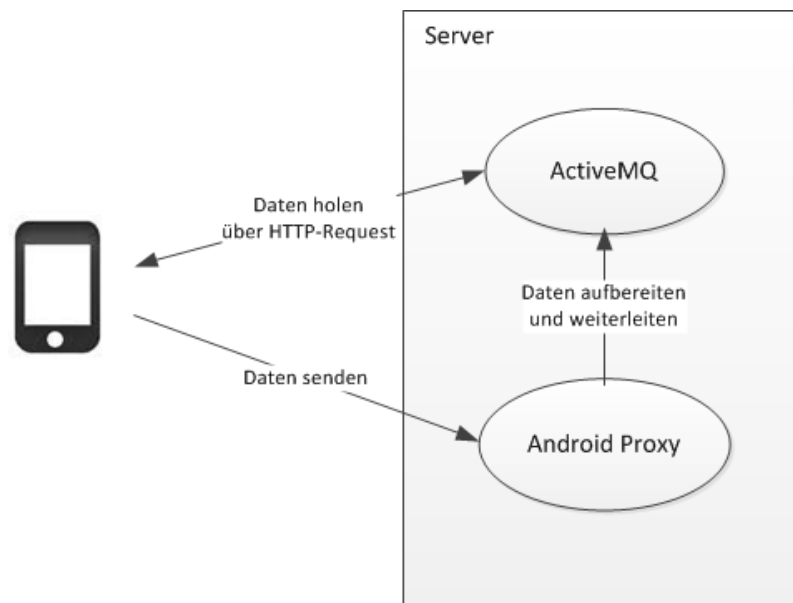 Server
ActiveMQ
Daten holen
über HTTP-Request
Daten aufbereiten
und weiterleiten
Daten senden
Android Proxy